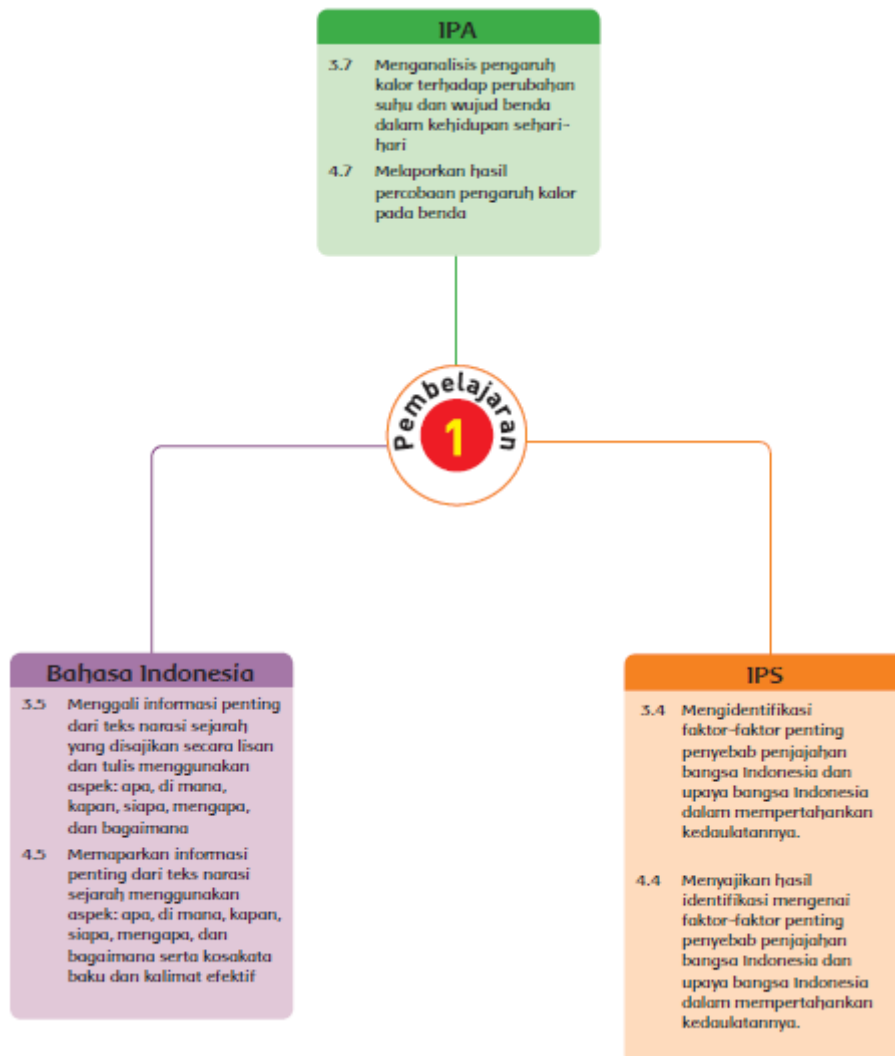 IPA
3.7 Menganalisis pengaruh
kalor terhadap perubahan
suhu dan wujud benda
dalam kehidupan sehari-
hari
4.7 Melaporkan hasil
percobaan pengaruh kalor
pada benda
Pembelajaran
1
Bahasa Indonesia
3.5 Menggali informasi penting
dari teks narasi sejarah
yang disajikan secara lisan
dan tulis menggunakan
aspek: apa, di mana,
kapan, siapa, mengapa,
dan bagaimana
4.5 Memaparkan informasi
penting dari teks narasi
sejarah menggunakan
aspek: apa, di mana, kapan,
siapa, mengapa, dan
bagaimana serta kosakata
baku dan kalimat efektif
IPS
3.4 Mengidentifikasi
faktor-faktor penting
penyebab penjajahan
bangsa Indonesia dan
upaya bangsa Indonesia
dalam mempertahankan
kedaulatannya.
4.4 Menyajikan hasil
identifikasi mengenai
faktor-faktor penting
penyebab penjajahan
bangsa Indonesia dan
upaya bangsa Indonesia
dalam mempertahankan
kedaulatannya.